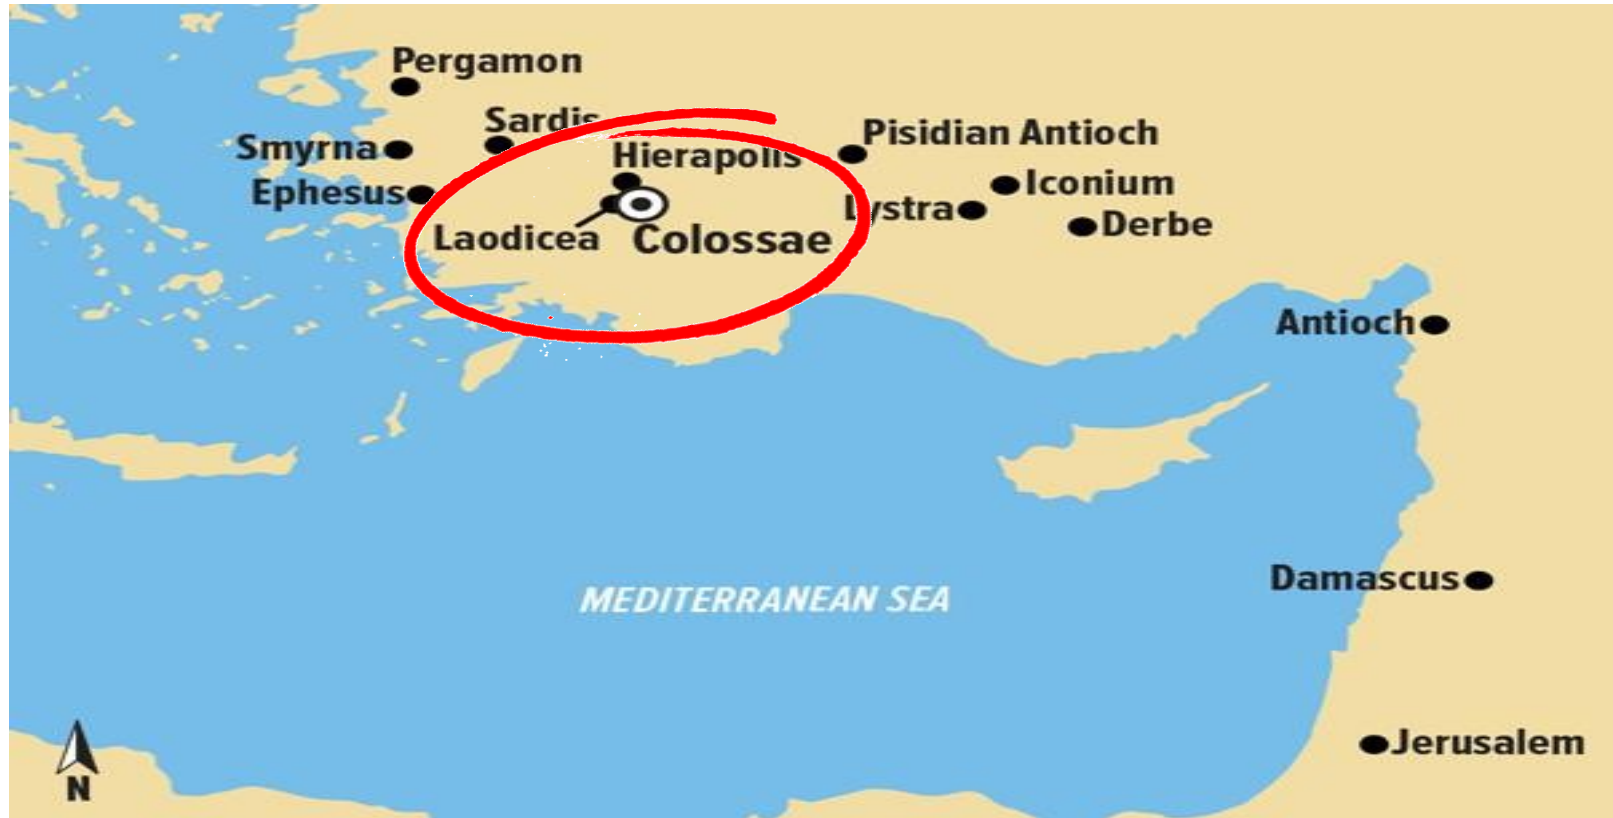 Pergamon
Sardis
Pisidian Antioch
Smyrna
Hierapolis
Iconium
Ephesus
Lystra
Derbe
Laodicea
Colossae
Antioch
Damascus
MEDITERRANEAN SEA
Jerusalem
N